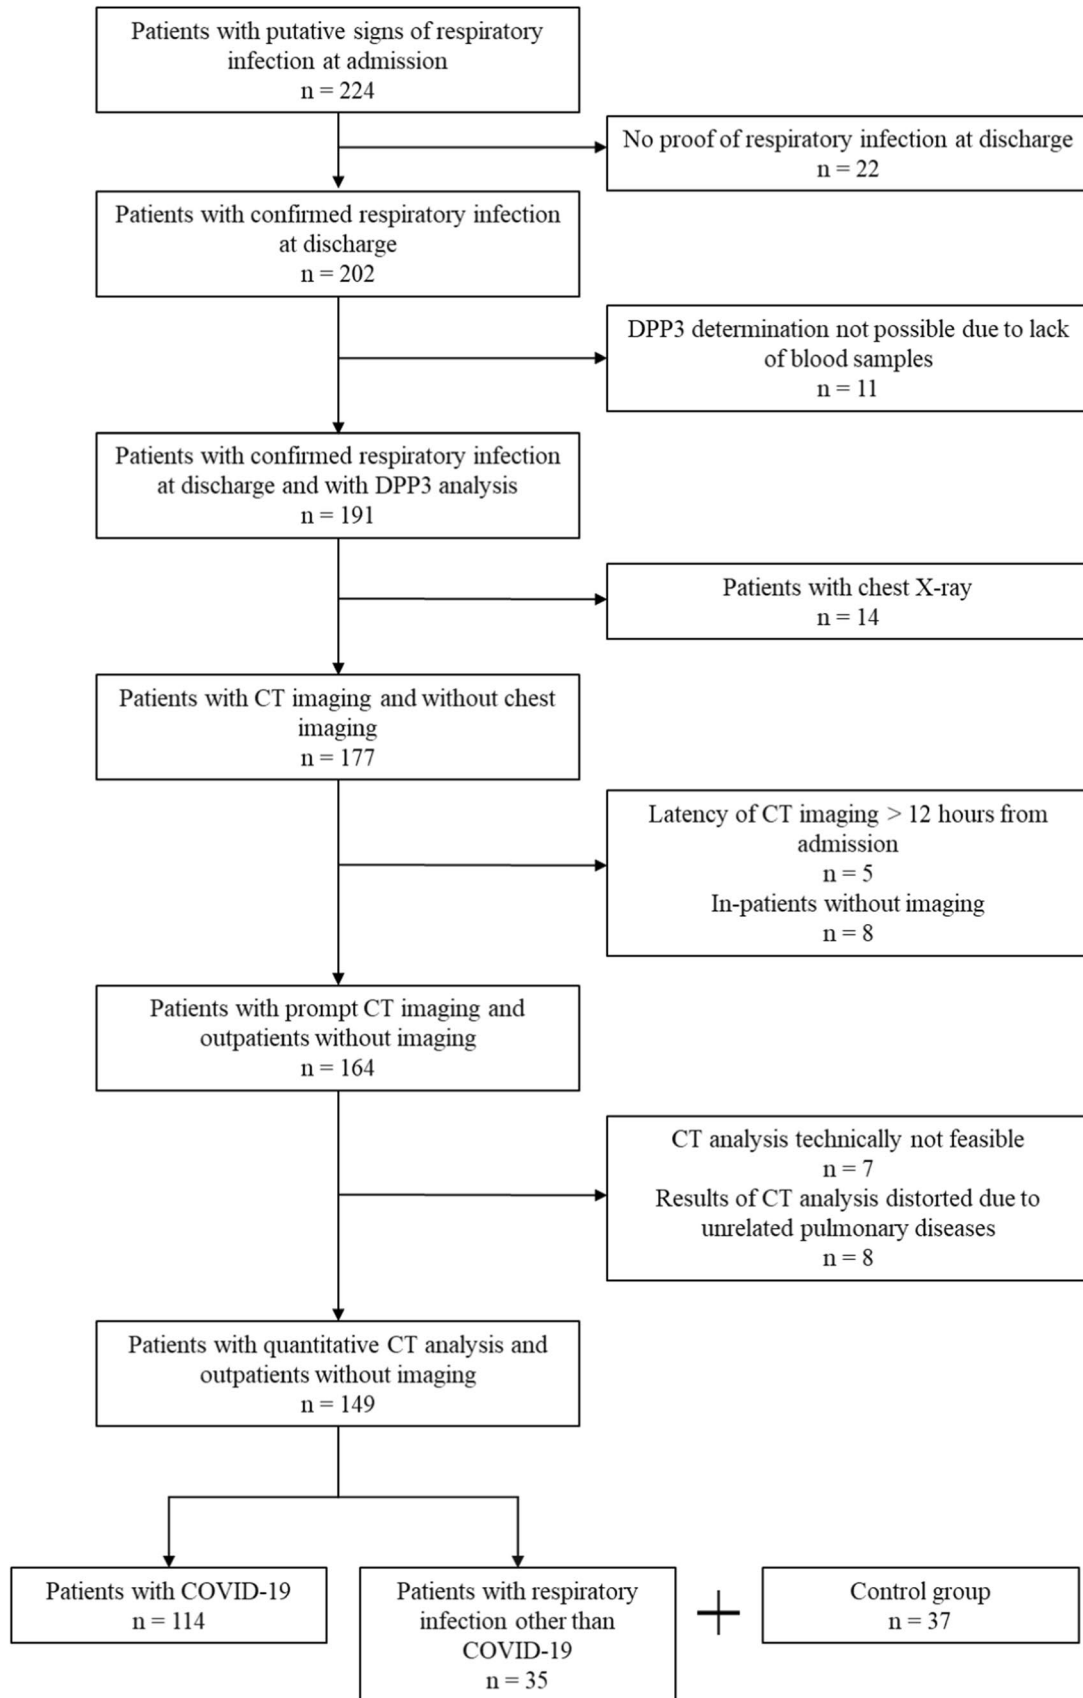 Patients with putative signs of respiratory
infection at admission
n = 224
No proof of respiratory infection at discharge
n = 22
Patients with confirmed respiratory infection
at discharge
n = 202
DPP3 determination not possible due to lack
of blood samples
n = 11
Patients with confirmed respiratory infection
at discharge and with DPP3 analysis
n = 191
Patients with chest X-ray
n = 14
Patients with CT imaging and without chest
imaging
n = 177
Latency of CT imaging > 12 hours from
admission
n = 5
In-patients without imaging
n = 8
Patients with prompt CT imaging and
outpatients without imaging
n = 164
CT analysis technically not feasible
n = 7
Results of CT analysis distorted due to
unrelated pulmonary diseases
n = 8
Patients with quantitative CT analysis and
outpatients without imaging
n = 149
Patients with COVID-19
n = 114
Patients with respiratory
infection other than
COVID-19
n = 35
+
Control group
n = 37